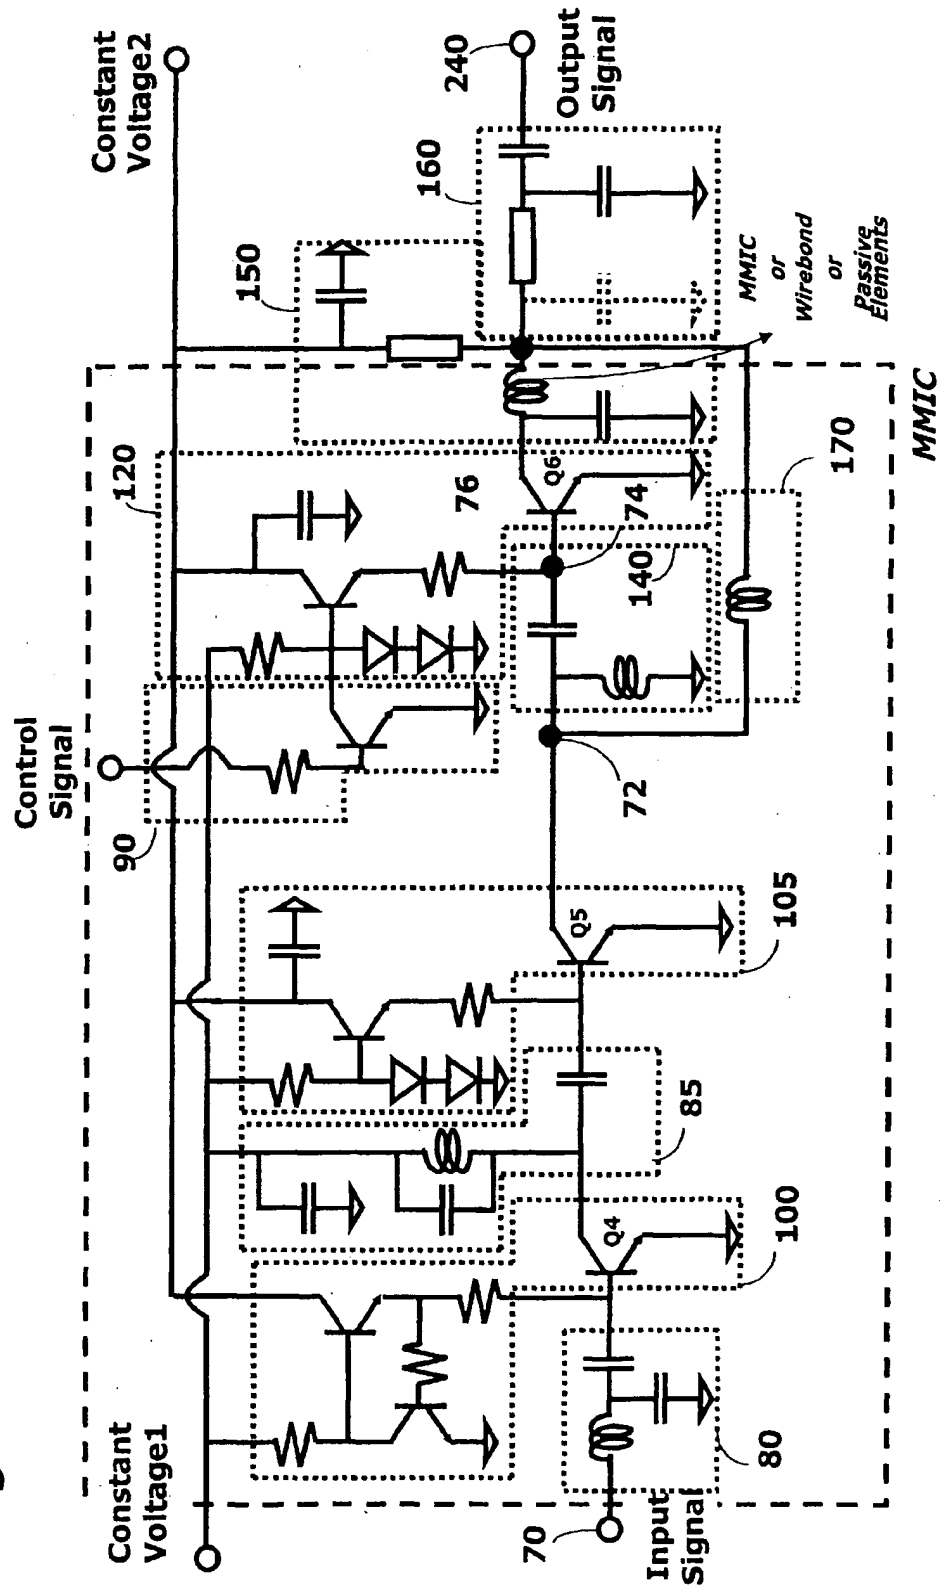 Constant
Voltage1
Constant
Voltage2
Control
Signal
90
120
150
160
240
Output
Signal
76
Q6
74
140
72
170
MMIC
or
Wirebond
or
Passive
Elements
MMIC
Q5
105
85
Q4
100
80
70
Input
Signal